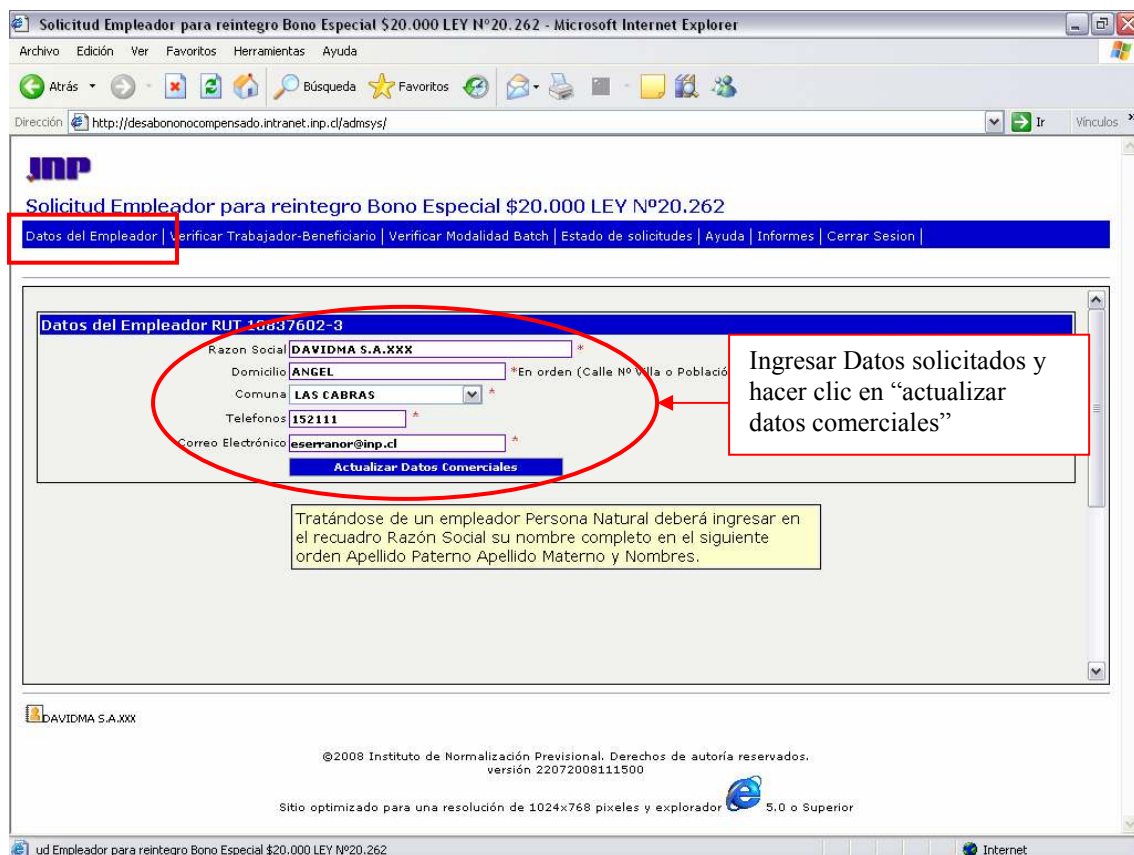 Solicitud Empleador para reintegro Bono Especial $20.000 LEY Nº20.262 - Microsoft Internet Explorer
Archivo Edición Ver Favoritos Herramientas Ayuda
Atrás Búsqueda Favoritos
Dirección http://desabononocompensado.intranet.inp.cl/admsys/ Ir Vínculos »
INP
Solicitud Empleador para reintegro Bono Especial $20.000 LEY Nº20.262
Datos del Empleador | Verificar Trabajador-Beneficiario | Verificar Modalidad Batch | Estado de solicitudes | Ayuda | Informes | Cerrar Sesion |
Datos del Empleador RUT 10837602-3
Razon Social DAVIDMA S.A.XXX *
Domicilio ANGEL *En orden (Calle Nº Villa o Població
Comuna LAS CABRAS *
Telefonos 152111 *
Correo Electrónico eserranor@inp.cl *
Actualizar Datos Comerciales
Ingresar Datos solicitados y
hacer clic en “actualizar
datos comerciales”
Tratándose de un empleador Persona Natural deberá ingresar en
el recuadro Razón Social su nombre completo en el siguiente
orden Apellido Paterno Apellido Materno y Nombres.
DAVIDMA S.A.XXX
©2008 Instituto de Normalización Previsional. Derechos de autoría reservados.
versión 22072008111500
Sitio optimizado para una resolución de 1024x768 pixeles y explorador 5.0 o Superior
ud Empleador para reintegro Bono Especial $20.000 LEY Nº20.262 Internet